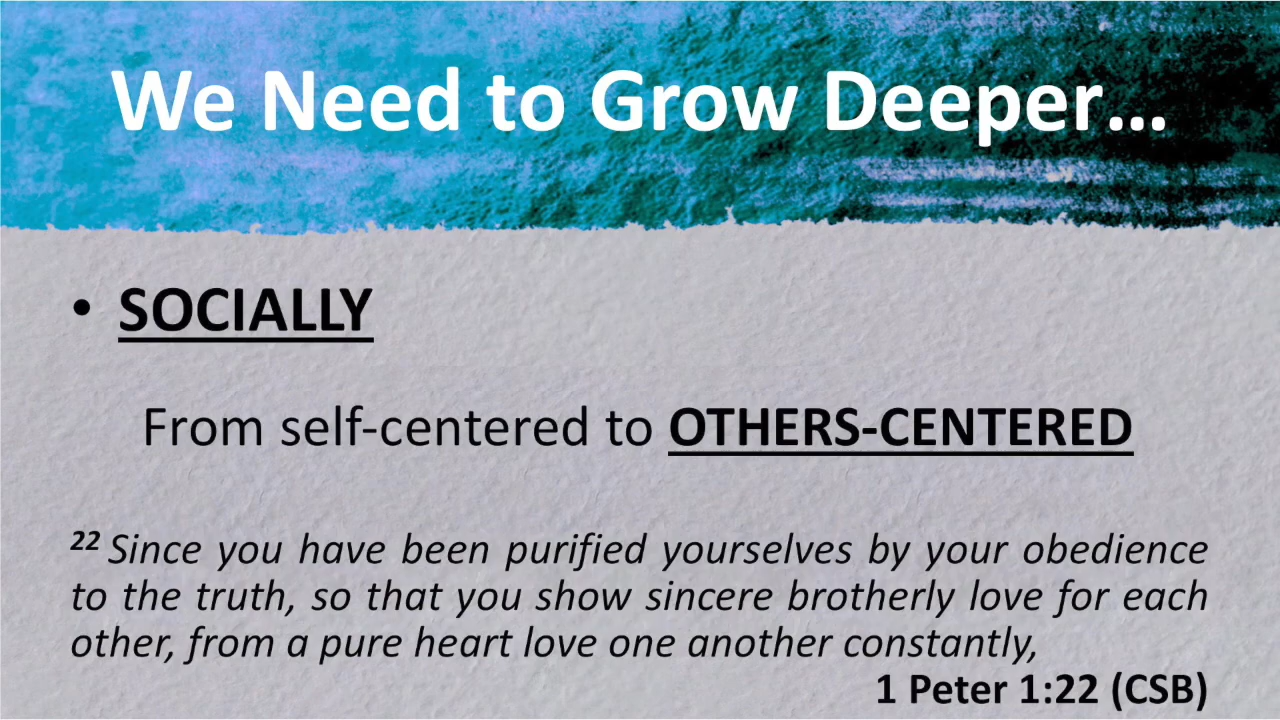 We Need to Grow Deeper...
• SOCIALLY
From self-centered to OTHERS-CENTERED
22 Since you have been purified yourselves by your obedience
to the truth, so that you show sincere brotherly love for each
other, from a pure heart love one another constantly,
1 Peter 1:22 (CSB)